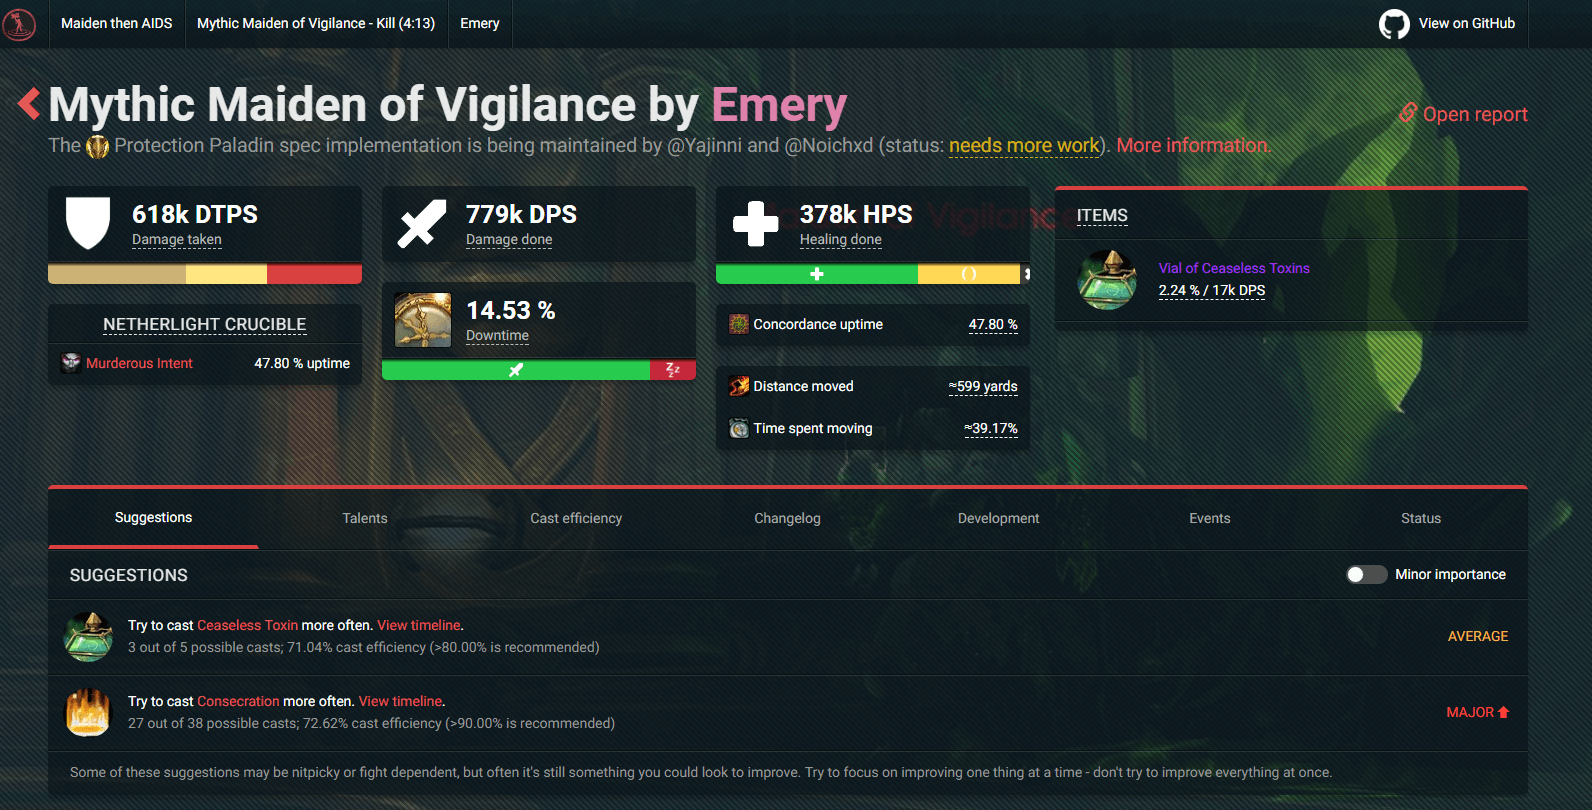 Maiden then AIDS
Mythic Maiden of Vigilance - Kill (4:13)
Emery
View on GitHub
Mythic Maiden of Vigilance by Emery
Open report
The Protection Paladin spec implementation is being maintained by @Yajinni and @Noichxd (status: needs more work). More information.
618k DTPS
Damage taken
779k DPS
Damage done
378k HPS
Healing done
ITEMS
Vial of Ceaseless Toxins
2.24 % / 17k DPS
NETHERLIGHT CRUCIBLE
Murderous Intent
47.80 % uptime
14.53 %
Downtime
Zzz
Concordance uptime
47.80 %
Distance moved
≈599 yards
Time spent moving
≈39.17%
Suggestions
Talents
Cast efficiency
Changelog
Development
Events
Status
SUGGESTIONS
Minor importance
Try to cast Ceaseless Toxin more often. View timeline.
3 out of 5 possible casts; 71.04% cast efficiency (>80.00% is recommended)
AVERAGE
Try to cast Consecration more often. View timeline.
27 out of 38 possible casts; 72.62% cast efficiency (>90.00% is recommended)
MAJOR
Some of these suggestions may be nitpicky or fight dependent, but often it's still something you could look to improve. Try to focus on improving one thing at a time - don't try to improve everything at once.